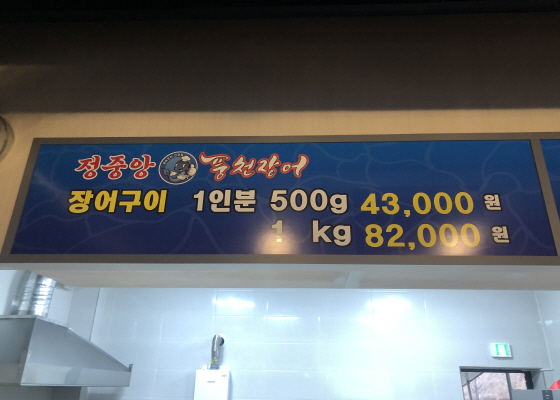 정중앙 풍천장어
장어구이 1인분 500g 43,000 원
1 kg 82,000 원